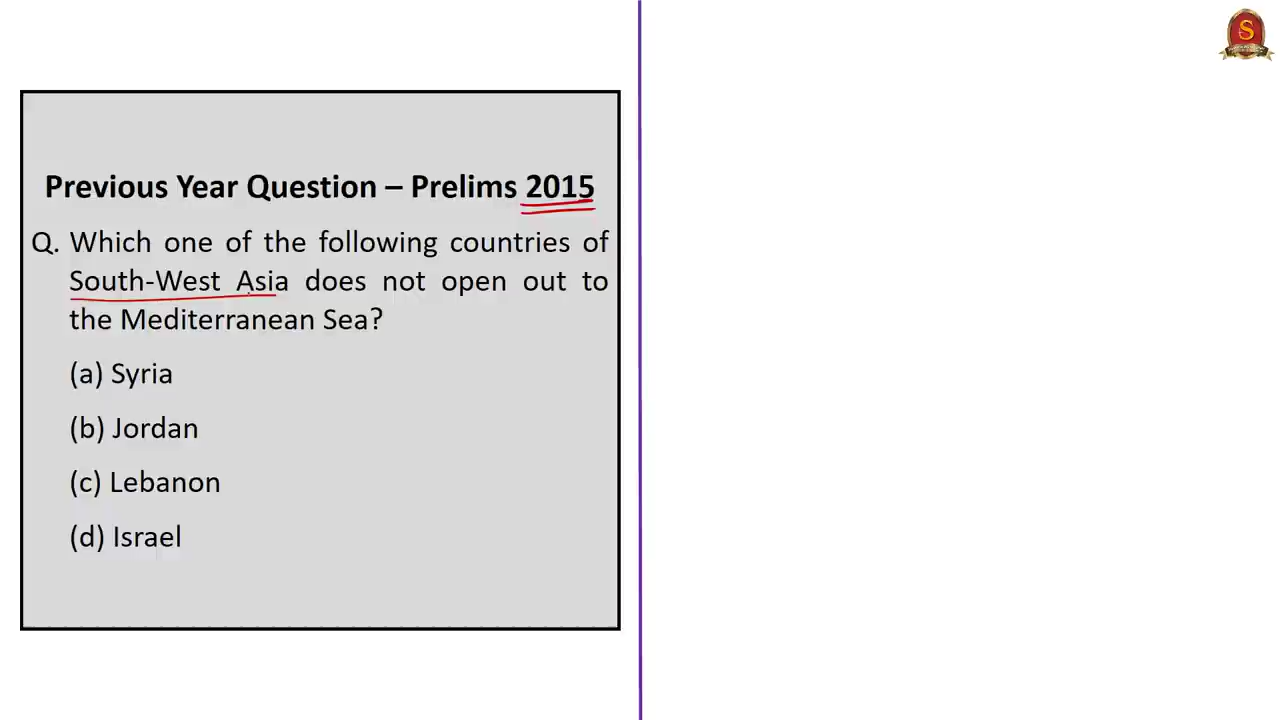 Previous Year Question – Prelims 2015
Q. Which one of the following countries of
South-West Asia does not open out to
the Mediterranean Sea?
(a) Syria
(b) Jordan
(c) Lebanon
(d) Israel
S